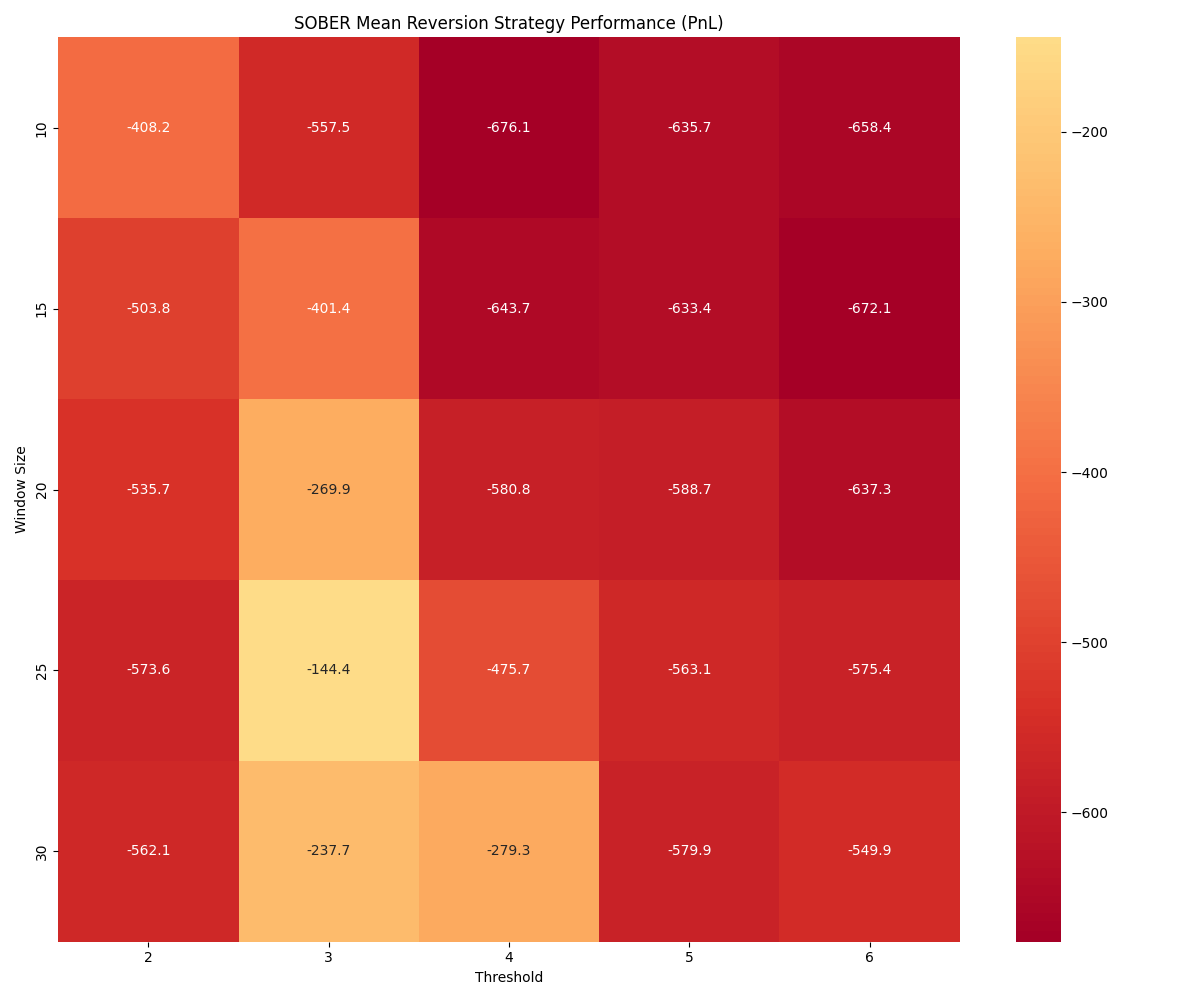 SOBER Mean Reversion Strategy Performance (PnL)
10 -408.2 -557.5 -676.1 -635.7 -658.4
−200
15 -503.8 -401.4 -643.7 -633.4 -672.1
−300
Window Size
20 -535.7 -269.9 -580.8 -588.7 -637.3
−400
−500
25 -573.6 -144.4 -475.7 -563.1 -575.4
−600
30 -562.1 -237.7 -279.3 -579.9 -549.9
2 3 4 5 6
Threshold